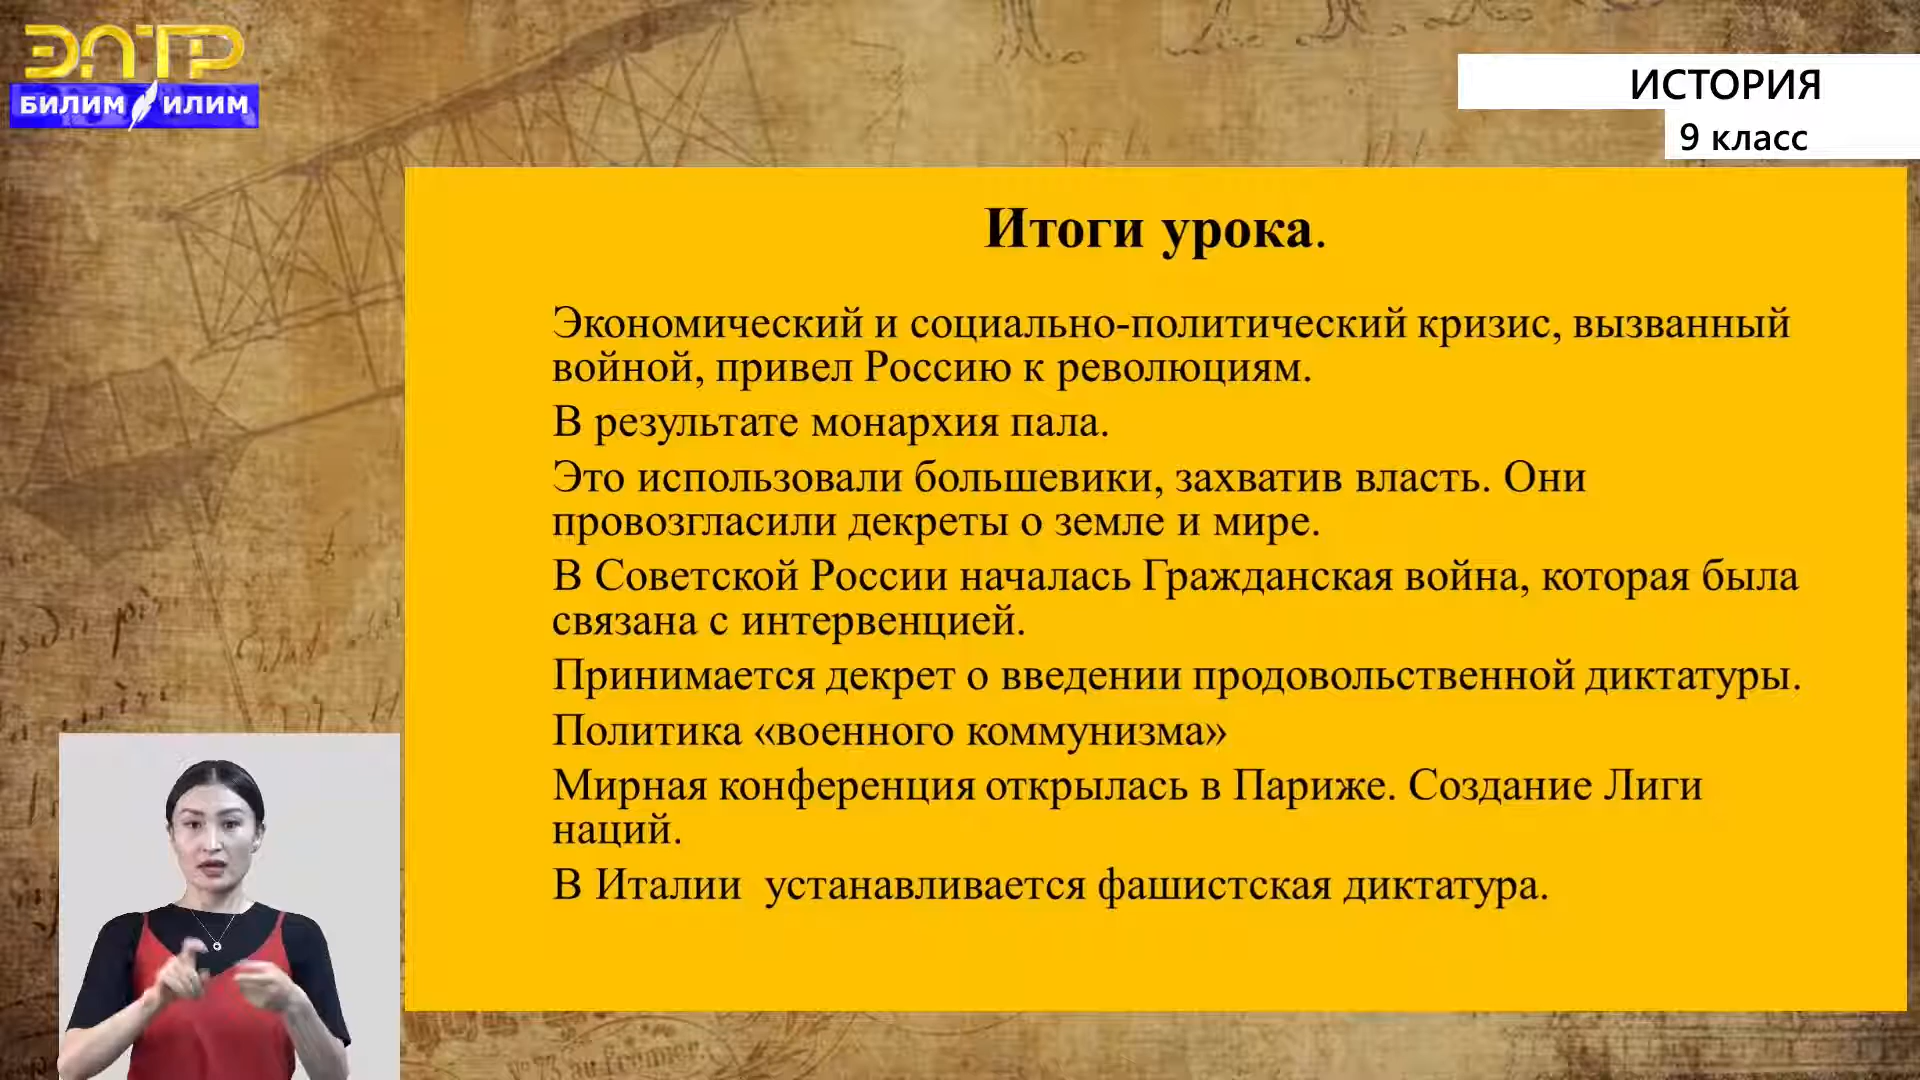 ЭЛТР
БИЛИМ ИЛИМ
ИСТОРИЯ
9 класс
Итоги урока.
Экономический и социально-политический кризис, вызванный
войной, привел Россию к революциям.
В результате монархия пала.
Это использовали большевики, захватив власть. Они
провозгласили декреты о земле и мире.
В Советской России началась Гражданская война, которая была
связана с интервенцией.
Принимается декрет о введении продовольственной диктатуры.
Политика «военного коммунизма»
Мирная конференция открылась в Париже. Создание Лиги
наций.
В Италии  устанавливается фашистская диктатура.